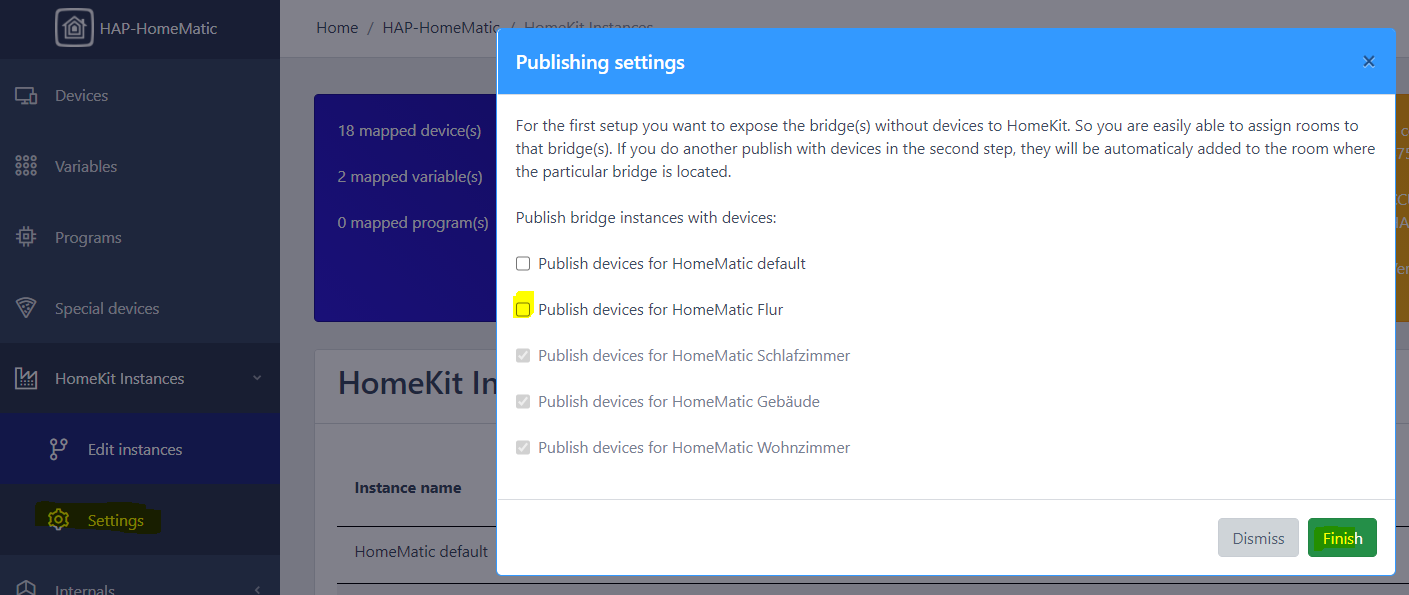 HAP-HomeMatic
Home / HAP-HomeMatic / HomeKit Instances
Devices
Variables
Programs
Special devices
HomeKit Instances
Edit instances
Settings
Internals
18 mapped device(s)
2 mapped variable(s)
0 mapped program(s)
HomeKit In
Instance name
HomeMatic default
Publishing settings
×
For the first setup you want to expose the bridge(s) without devices to HomeKit. So you are easily able to assign rooms to
that bridge(s). If you do another publish with devices in the second step, they will be automaticaly added to the room where
the particular bridge is located.
Publish bridge instances with devices:
Publish devices for HomeMatic default
Publish devices for HomeMatic Flur
Publish devices for HomeMatic Schlafzimmer
Publish devices for HomeMatic Gebäude
Publish devices for HomeMatic Wohnzimmer
Dismiss
Finish